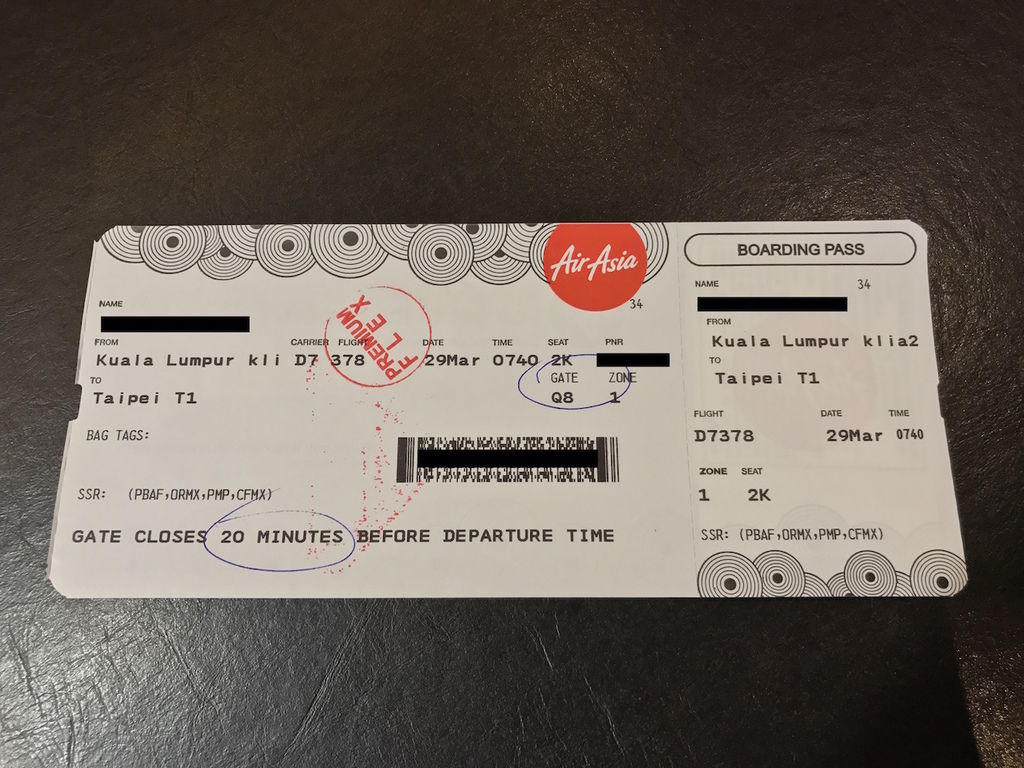 AirAsia
34
NAME
FROM CARRIER FLIGHT DATE TIME SEAT PNR
Kuala Lumpur kli D7 378 29Mar 0740 2K
TO GATE ZONE
Taipei T1 Q8 1
PREMIUM
FLEX
BAG TAGS:
SSR: (PBAF,ORMX,PMP,CFMX)
GATE CLOSES 20 MINUTES BEFORE DEPARTURE TIME
BOARDING PASS
NAME 34
FROM
Kuala Lumpur klia2
TO
Taipei T1
FLIGHT DATE TIME
D7378 29Mar 0740
ZONE SEAT
1 2K
SSR: (PBAF,ORMX,PMP,CFMX)